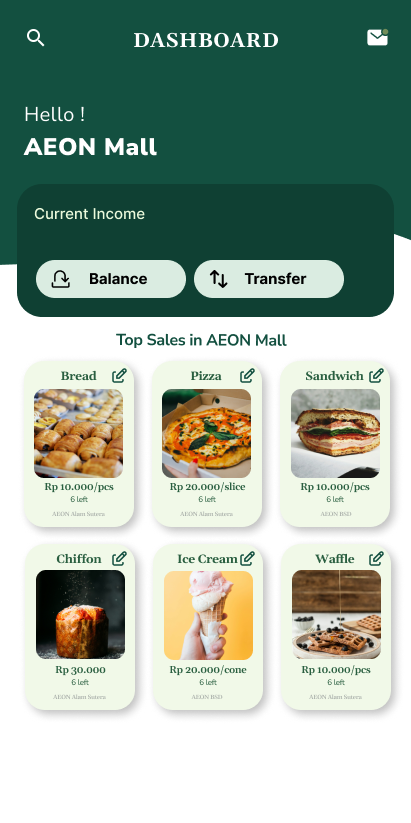 DASHBOARD
Hello !
AEON Mall
Current Income
Balance Transfer
Top Sales in AEON Mall
Bread Pizza Sandwich
Rp 10.000/pcs Rp 20.000/slice Rp 10.000/pcs
6 left 6 left 6 left
AEON Alam Sutera AEON Alam Sutera AEON BSD
Chiffon Ice Cream Waffle
Rp 30.000 Rp 20.000/cone Rp 10.000/pcs
6 left 6 left 6 left
AEON Alam Sutera AEON BSD AEON Alam Sutera